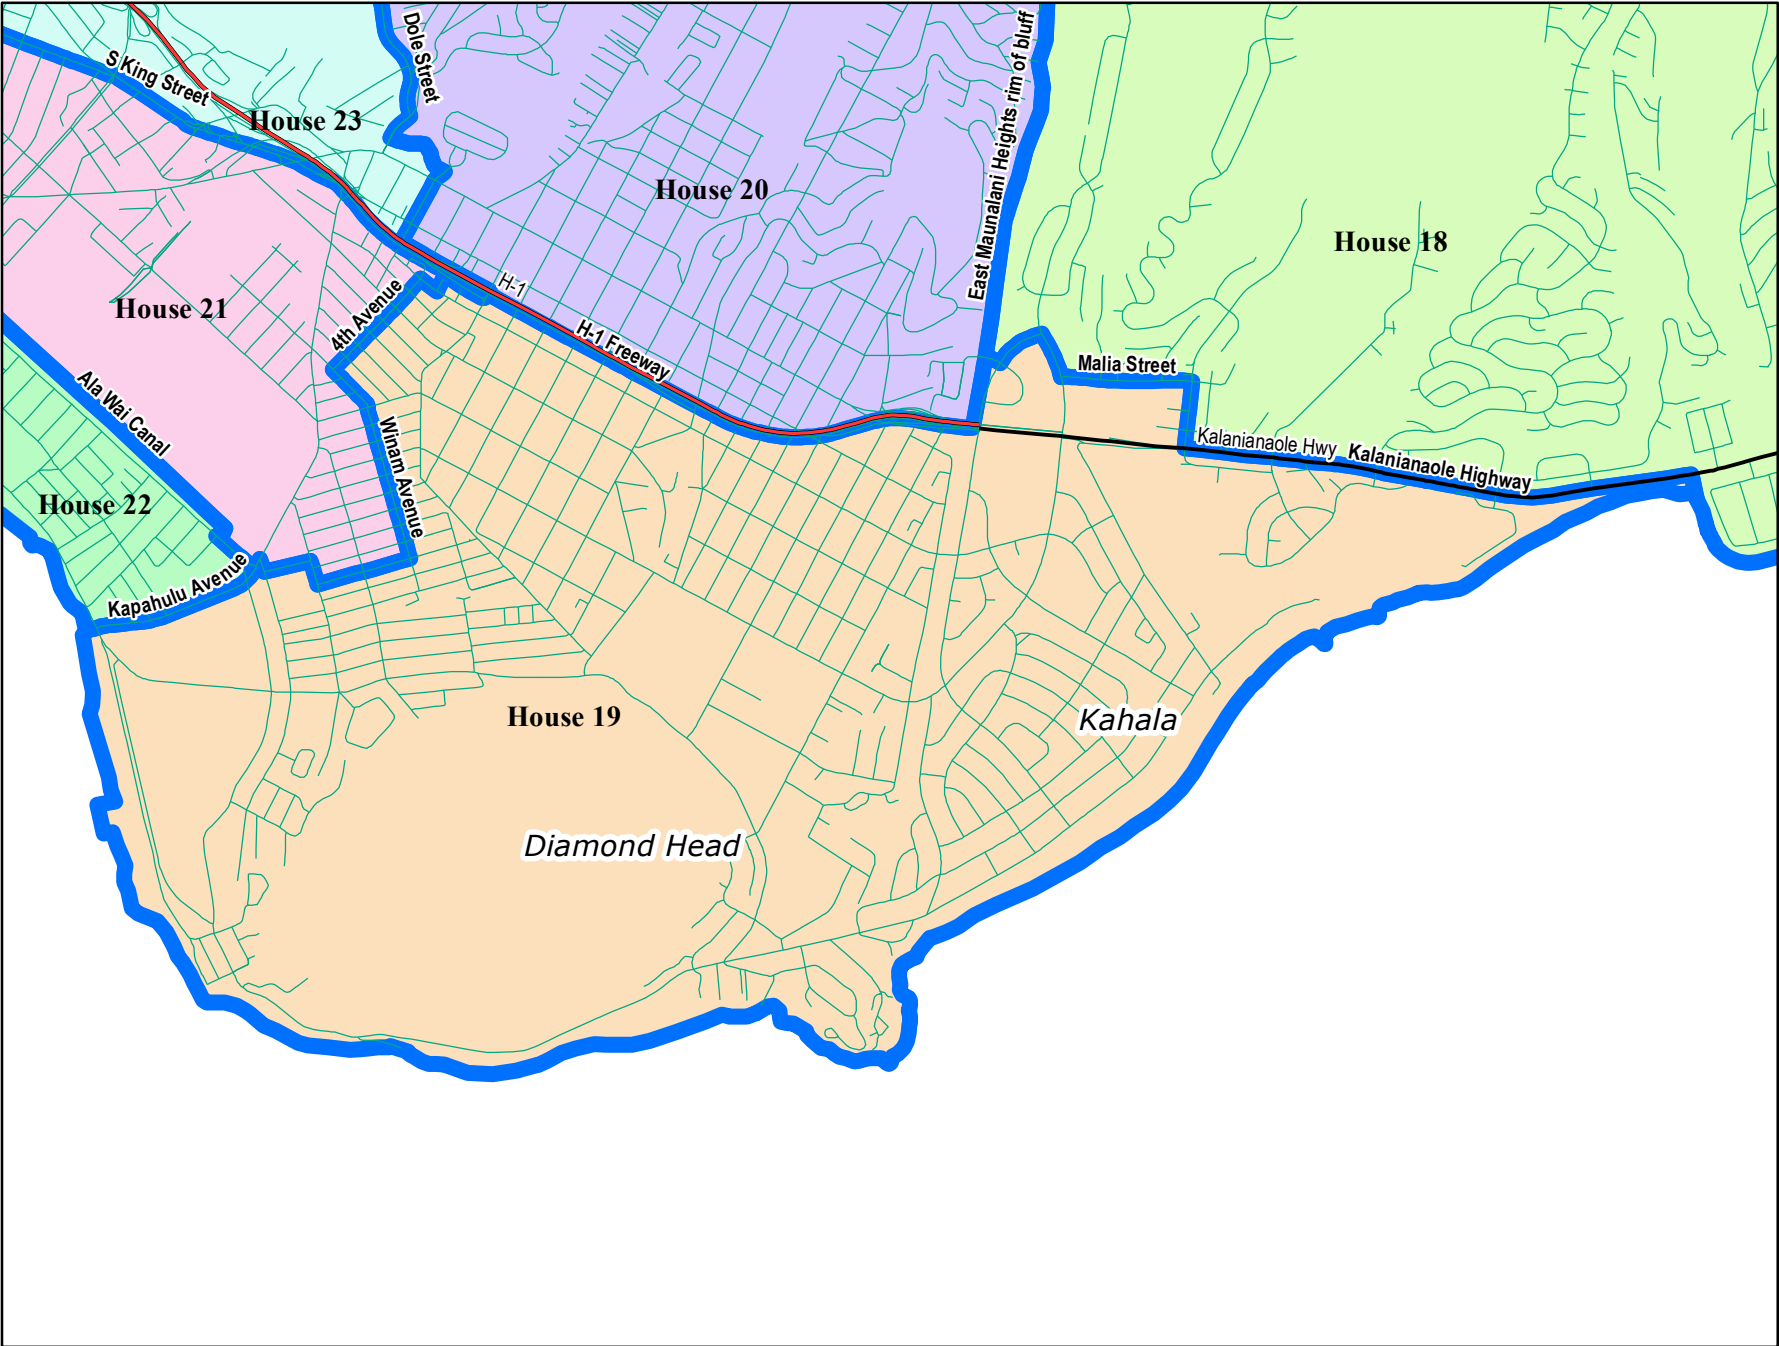 Dole Street
East Maunalani Heights rim of bluff
S King Street
House 23
House 20
House 18
H-1
House 21
4th Avenue
H-1 Freeway
Malia Street
Ala Wai Canal
Winam Avenue
Kalanianaole Hwy
Kalanianaole Highway
House 22
Kapahulu Avenue
House 19
Kahala
Diamond Head